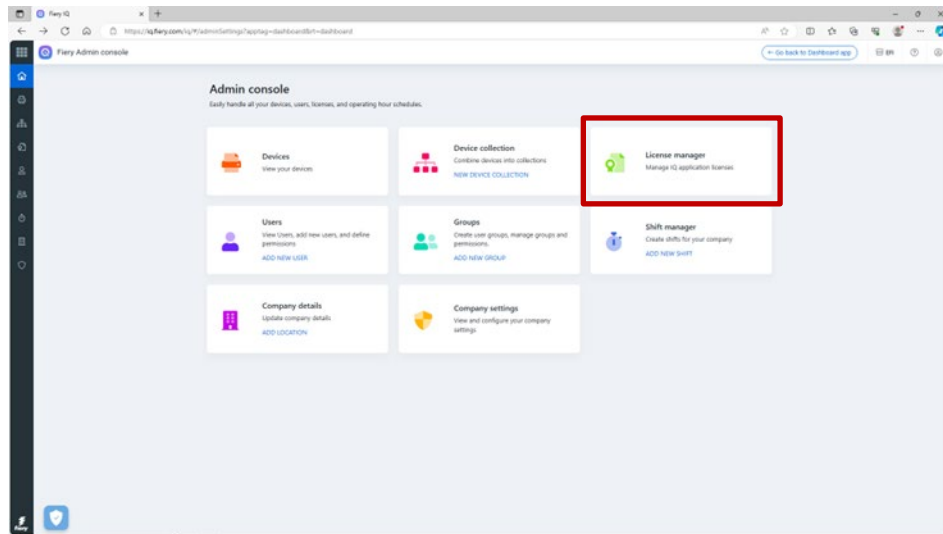 Fiery IQ
https://iq.fiery.com/iq/#/adminSettings?apptag=dashboard&rt=dashboard
Fiery Admin console
Go back to Dashboard app
EN
Admin console
Easily handle all your devices, users, licenses, and operating hour schedules.
Devices
View your devices
Device collection
Combine devices into collections
NEW DEVICE COLLECTION
License manager
Manage IQ application licenses
Users
View Users, add new users, and define
permissions
ADD NEW USER
Groups
Create user groups, manage groups and
permissions.
ADD NEW GROUP
Shift manager
Create shifts for your company
ADD NEW SHIFT
Company details
Update company details
ADD LOCATION
Company settings
View and configure your company
settings
Fiery